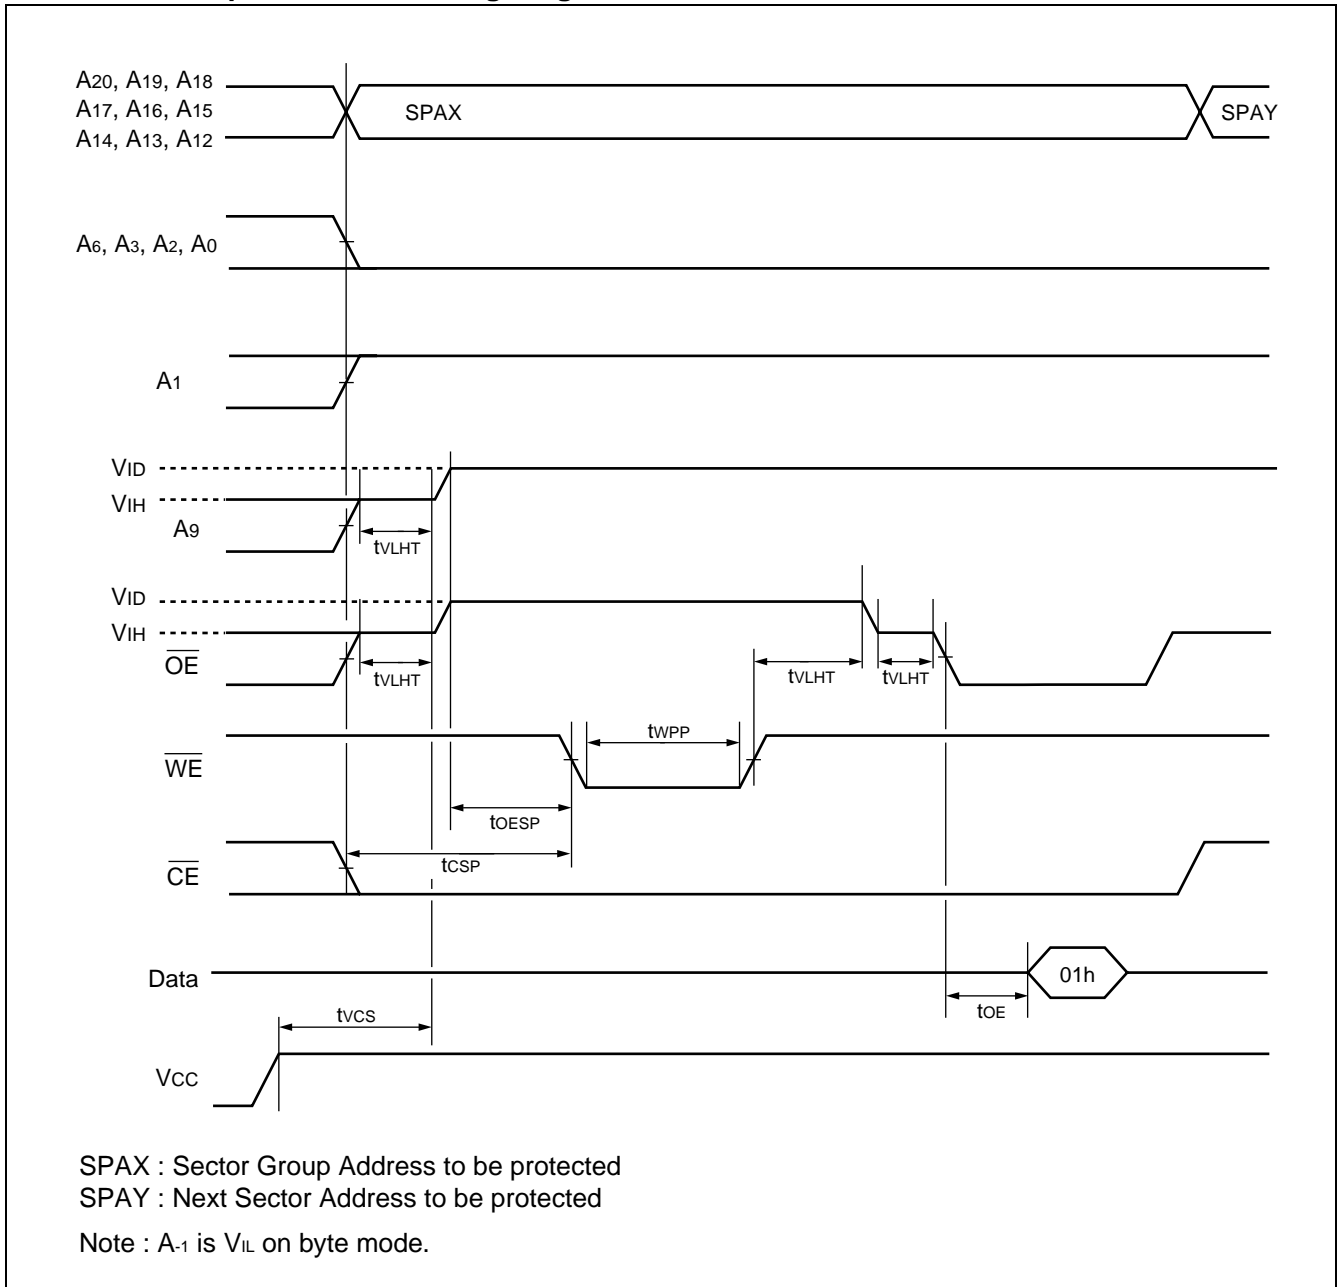 A20, A19, A18
A17, A16, A15
A14, A13, A12
SPAX
SPAY
A6, A3, A2, A0
A1
VID
VIH
A9
tVLHT
VID
VIH
OE
tVLHT
tVLHT
tVLHT
WE
tWPP
tOESP
CE
tCSP
Data
01h
tOE
tVCS
VCC
SPAX : Sector Group Address to be protected
SPAY : Next Sector Address to be protected
Note : A-1 is VIL on byte mode.